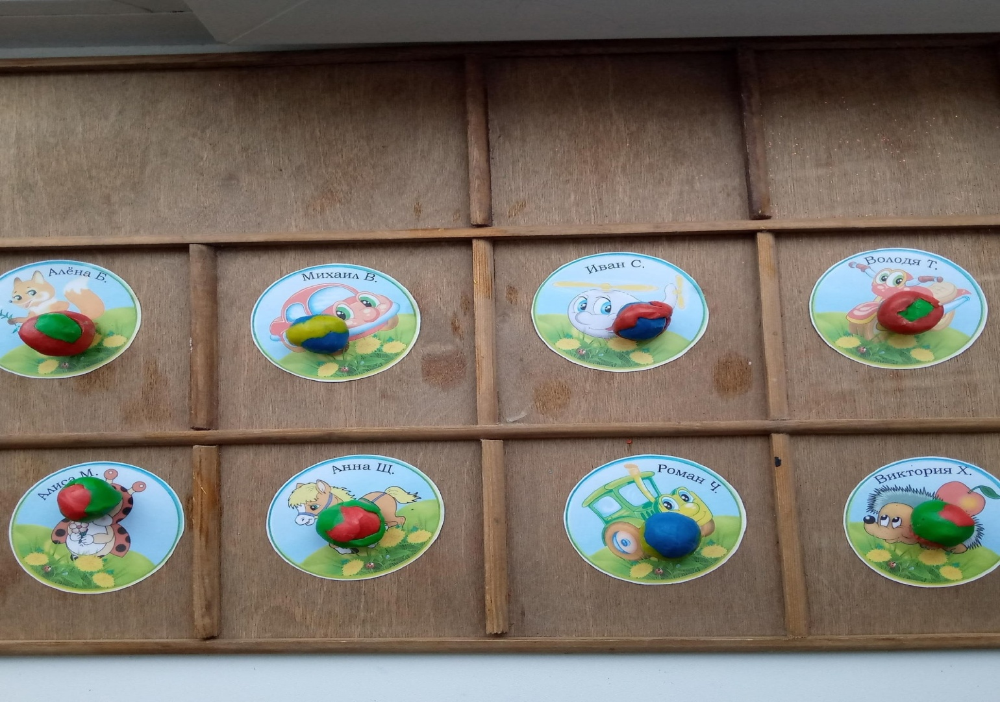 Алёна Б.
Михаил В.
Иван С.
Володя Т.
Алиса М.
Анна Щ.
Роман Ч.
Виктория Х.